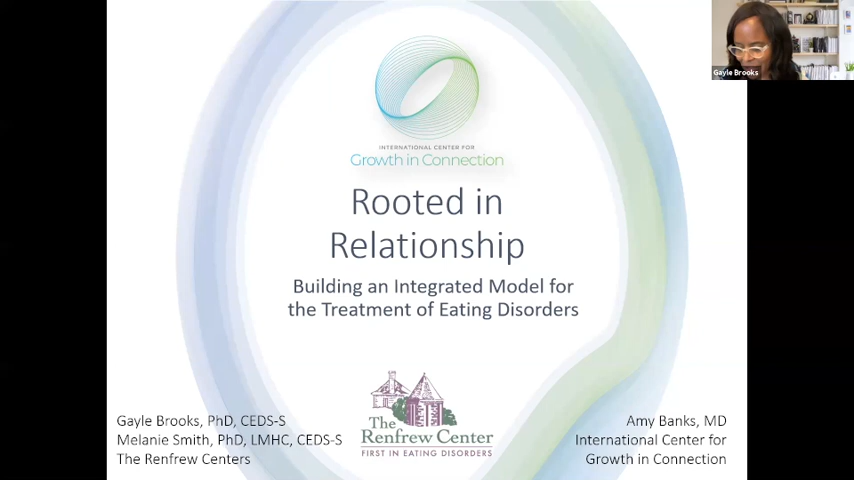 Gayle Brooks
INTERNATIONAL CENTER FOR
Growth in Connection
Rooted in
Relationship
Building an Integrated Model for
the Treatment of Eating Disorders
The
Renfrew Center
FIRST IN EATING DISORDERS
Gayle Brooks, PhD, CEDS-S
Melanie Smith, PhD, LMHC, CEDS-S
The Renfrew Centers
Amy Banks, MD
International Center for
Growth in Connection